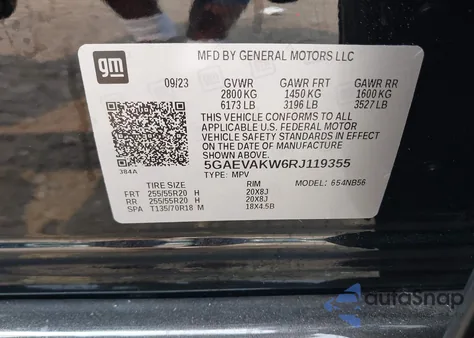 gm
MFD BY GENERAL MOTORS LLC
09/23 GVWR GAWR FRT GAWR RR
2800 KG 1450 KG 1600 KG
6173 LB 3196 LB 3527 LB
THIS VEHICLE CONFORMS TO ALL
APPLICABLE U.S. FEDERAL MOTOR
VEHICLE SAFETY STANDARDS IN EFFECT
ON THE DATE OF MANUFACTURE
SHOWN ABOVE.
384A
5GAEVAKW6RJ119355
TYPE: MPV MODEL: 654NB56
TIRE SIZE RIM
FRT 255/55R20 H 20X8J
RR 255/55R20 H 20X8J
SPA T135/70R18 M 18X4.5B
autoSnap